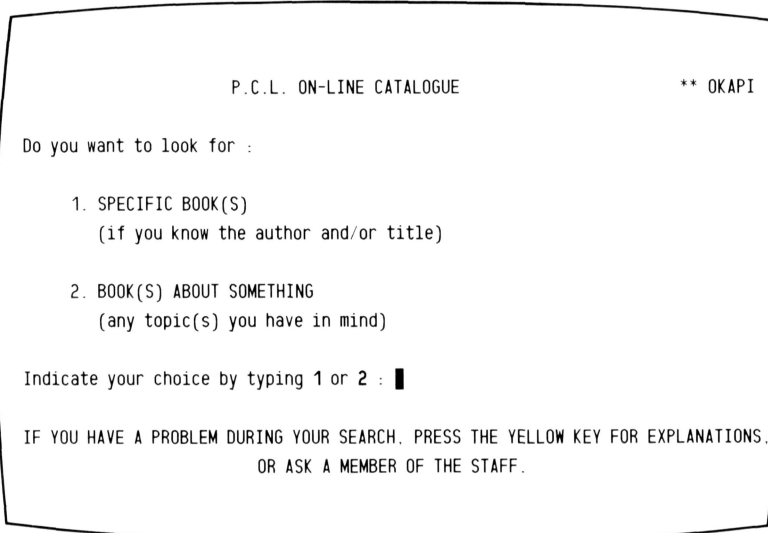 P.C.L. ON-LINE CATALOGUE ** OKAPI
Do you want to look for :
1. SPECIFIC BOOK(S)
(if you know the author and/or title)
2. BOOK(S) ABOUT SOMETHING
(any topic(s) you have in mind)
Indicate your choice by typing 1 or 2 :
IF YOU HAVE A PROBLEM DURING YOUR SEARCH, PRESS THE YELLOW KEY FOR EXPLANATIONS,
OR ASK A MEMBER OF THE STAFF.